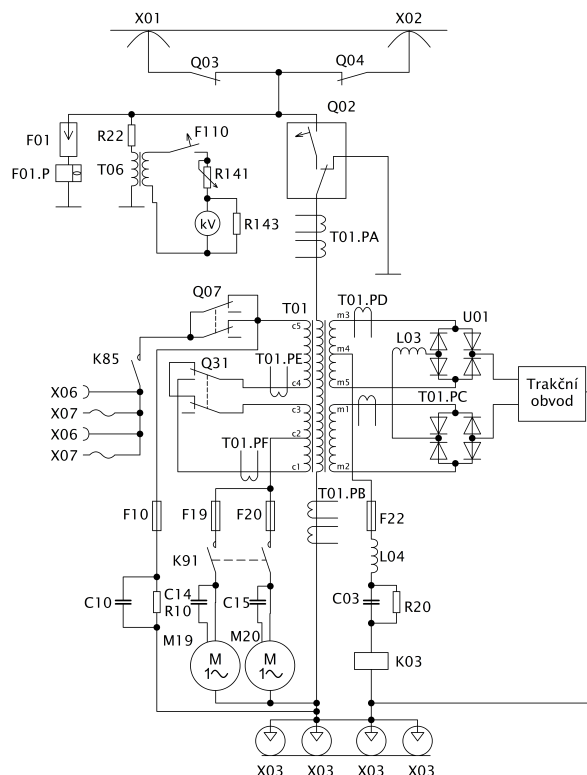 X01
X02
Q03
Q04
Q02
F01
R22
F110
F01.P
T06
R141
kV
R143
T01.PA
Q07
T01
T01.PD
m3
U01
c5
L03
m4
K85
Q31
T01.PE
c4
m5
X06
c3
m1
T01.PC
Trakční
obvod
X07
X06
c2
T01.PF
X07
c1
m2
T01.PB
F10
F19
F20
F22
K91
L04
C10
C14
R10
C15
C03
R20
M19
M20
M
1
M
1
K03
X03
X03
X03
X03